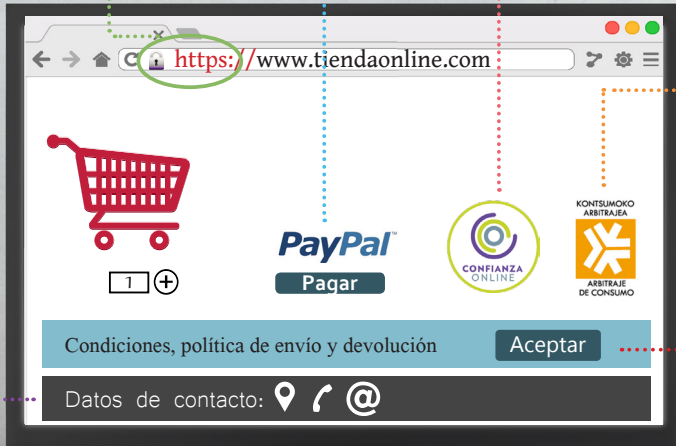 https://www.tiendaonline.com
KONTSUMOKO
ARBITRAJEA
PayPal™
CONFIANZA
ONLINE
ARBITRAJE
DE CONSUMO
1
Pagar
Condiciones, política de envío y devolución
Aceptar
Datos de contacto: @